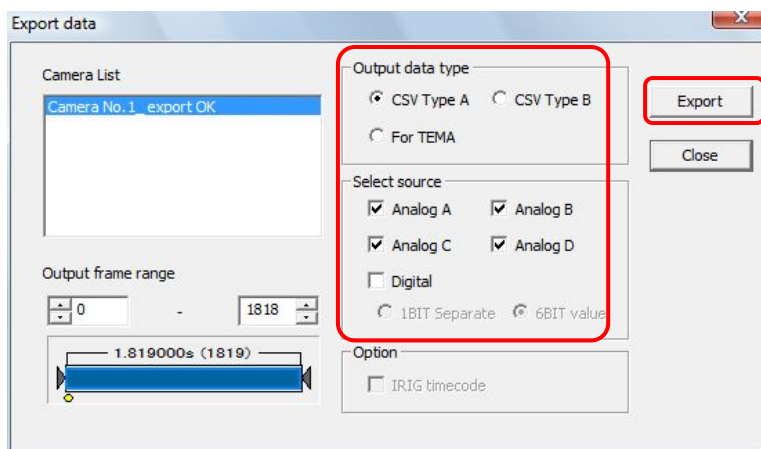 Export data
Camera List
Camera No.1_ export OK
Output frame range
0 - 1818
1.819000s (1819)
Output data type
CSV Type A CSV Type B
For TEMA
Select source
Analog A Analog B
Analog C Analog D
Digital
1BIT Separate 6BIT value
Option
IRIG timecode
Export
Close